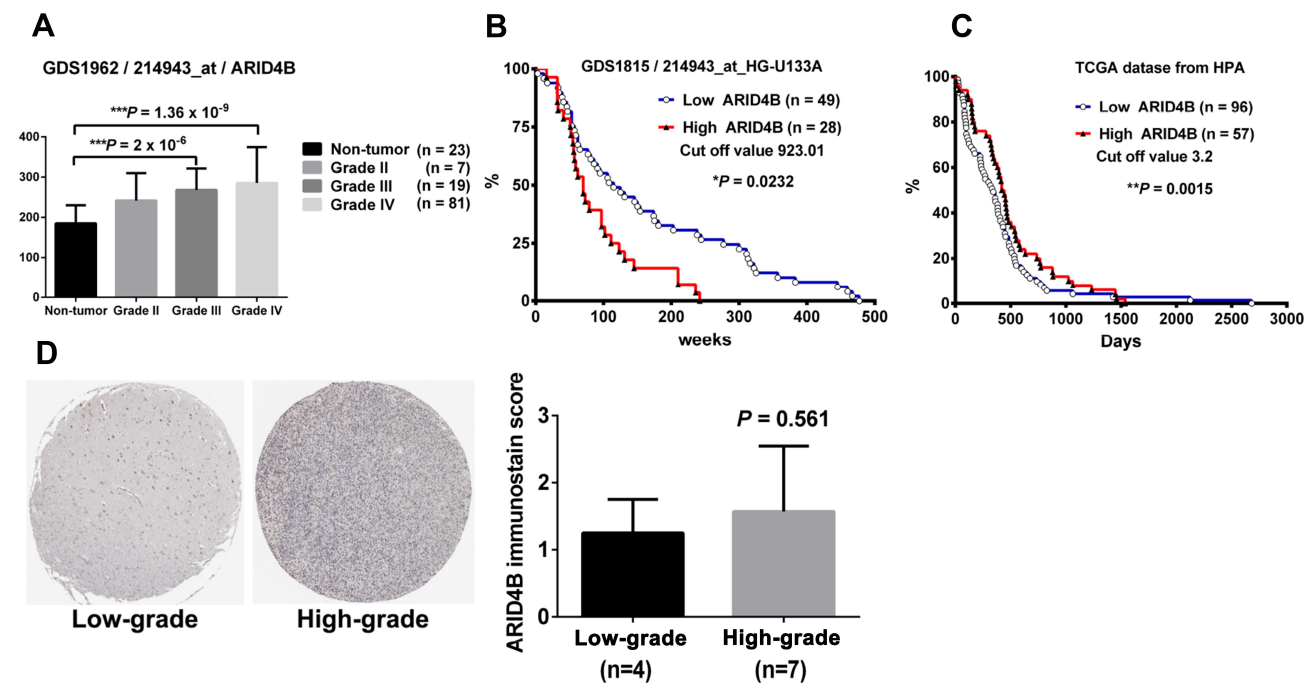 A
GDS1962 / 214943_at / ARID4B
***P = 1.36 x 10-9
***P = 2 x 10-6
400
300
200
100
0
Non-tumor Grade II Grade III Grade IV
Non-tumor (n = 23)
Grade II (n = 7)
Grade III (n = 19)
Grade IV (n = 81)
B
GDS1815 / 214943_at_HG-U133A
Low ARID4B (n = 49)
High ARID4B (n = 28)
Cut off value 923.01
*P = 0.0232
%
100
75
50
25
0
0 100 200 300 400 500
weeks
C
TCGA datase from HPA
Low ARID4B (n = 96)
High ARID4B (n = 57)
Cut off value 3.2
**P = 0.0015
%
100
80
60
40
20
0
0 500 1000 1500 2000 2500 3000
Days
D
Low-grade High-grade
ARID4B immunostain score
3
2
1
0
P = 0.561
Low-grade High-grade
(n=4) (n=7)